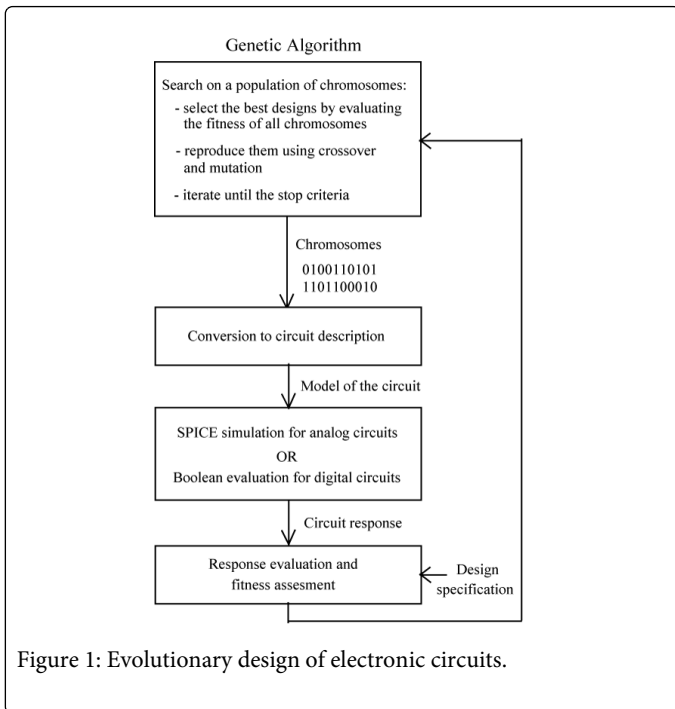 Genetic Algorithm
Search on a population of chromosomes:
- select the best designs by evaluating
the fitness of all chromosomes
- reproduce them using crossover
and mutation
- iterate until the stop criteria
Chromosomes
0100110101
1101100010
Conversion to circuit description
Model of the circuit
SPICE simulation for analog circuits
OR
Boolean evaluation for digital circuits
Circuit response
Response evaluation and
fitness assesment
Design
specification
Figure 1: Evolutionary design of electronic circuits.